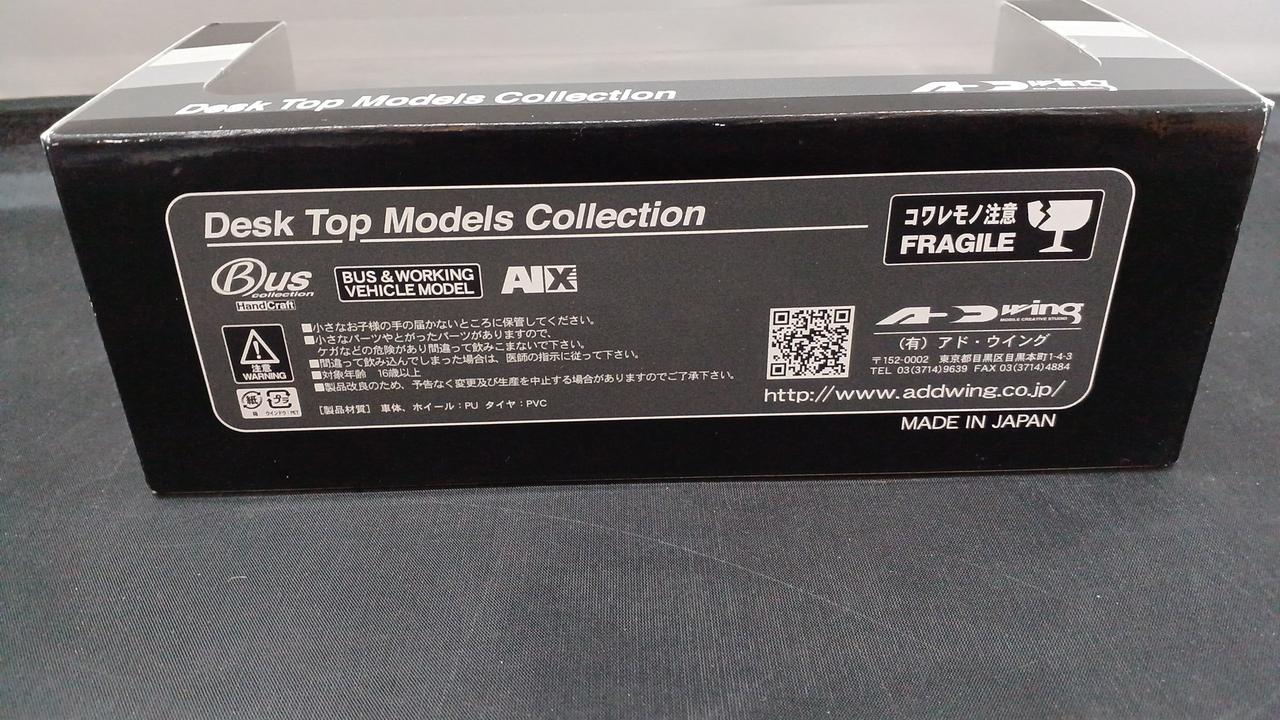 Desk Top Models Collection
ADDwing
Desk Top Models Collection
コワレモノ注意
FRAGILE
Bus
collection
HandCraft
BUS & WORKING
VEHICLE MODEL
AIX
注意
WARNING
■小さなお子様の手の届かないところに保管してください。
■小さなパーツやとがったパーツがありますので、
ケガなどの危険があり間違って飲みこまないで下さい。
■間違って飲み込んでしまった場合は、医師の指示に従って下さい。
■対象年齢 16歳以上
■製品改良のため、予告なく変更及び生産を中止する場合がありますのでご了承下さい。
紙
箱
プラ
ウインドウ:PET
[製品材質] 車体、ホイール:PU タイヤ:PVC
ADDwing
MOBILE CREATIVE STUDIO
(有) アド・ウイング
〒152-0002 東京都目黒区目黒本町1-4-3
TEL 03(3714)9639 FAX 03(3714)4884
http://www.addwing.co.jp/
MADE IN JAPAN